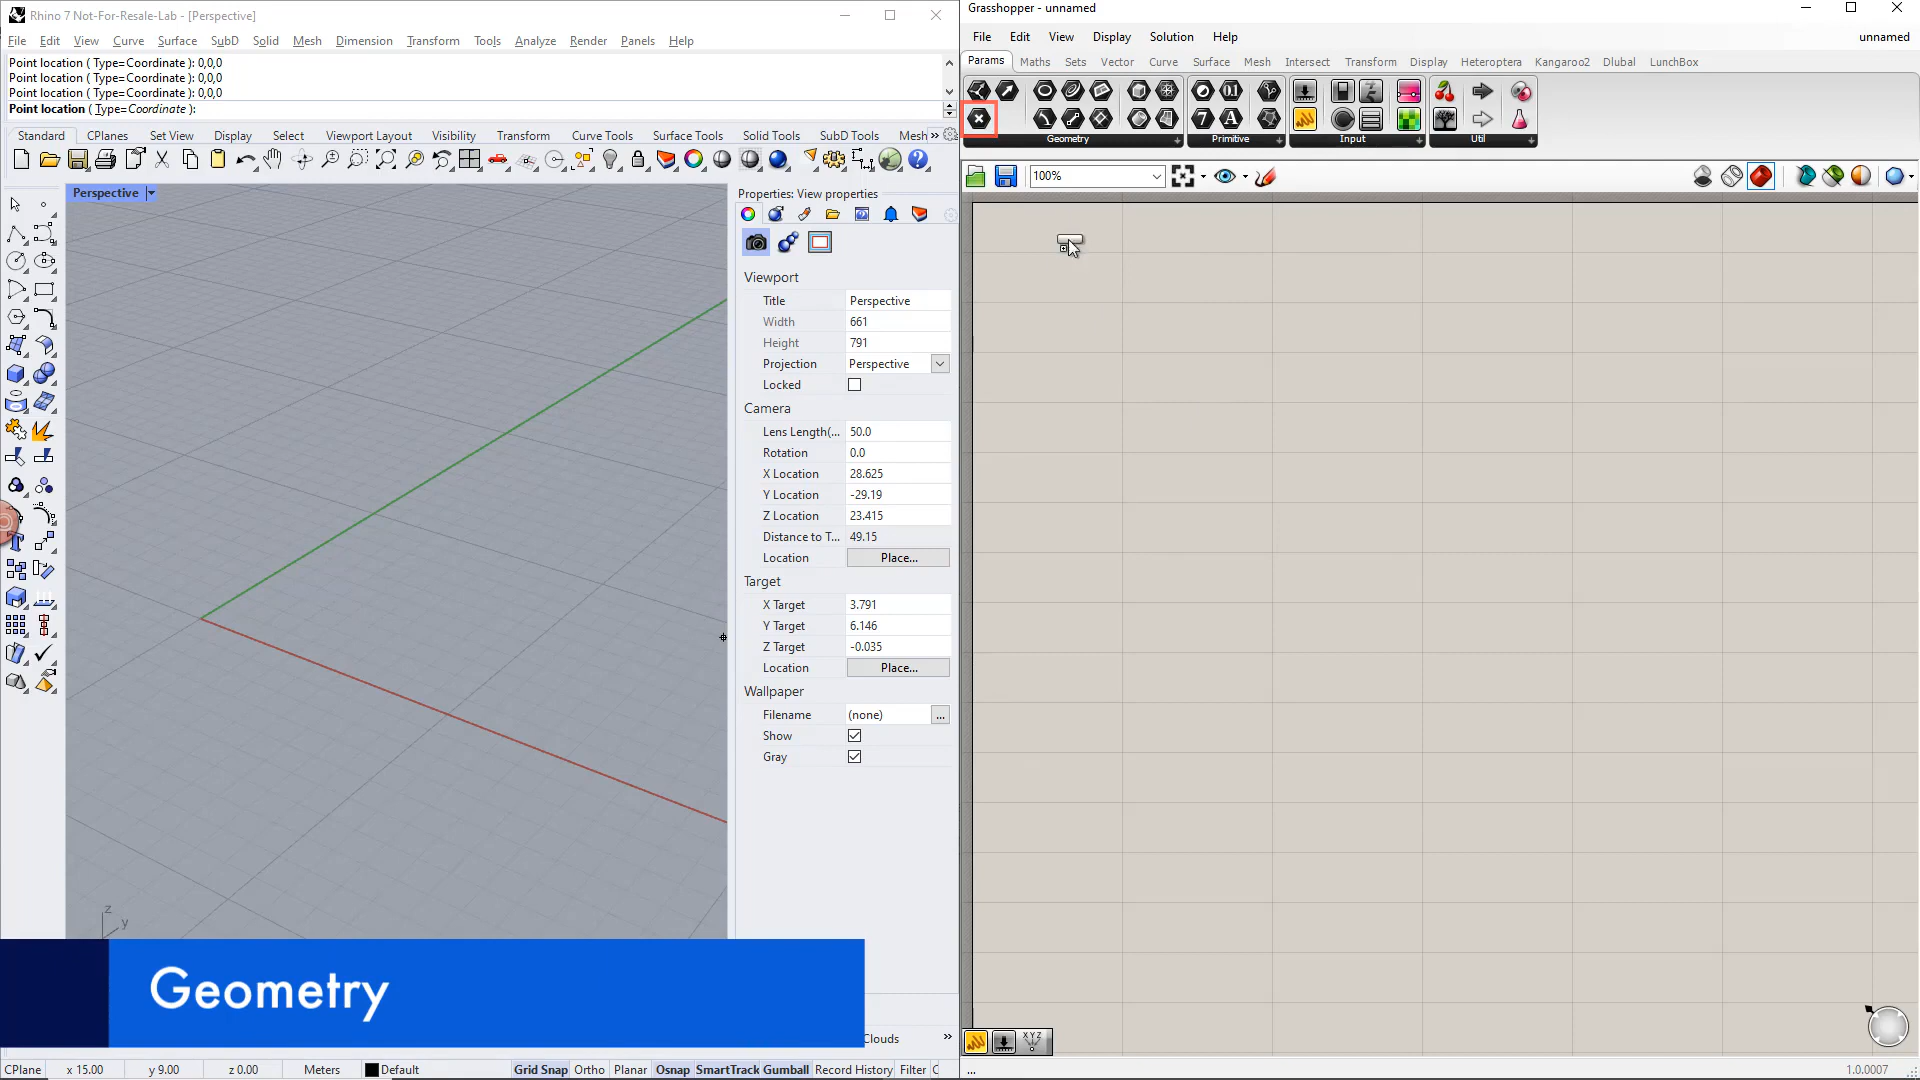 Rhino 7 Not-For-Resale-Lab - [Perspective]
File Edit View Curve Surface SubD Solid Mesh Dimension Transform Tools Analyze Render Panels Help
Point location ( Type=Coordinate ): 0,0,0
Point location ( Type=Coordinate ): 0,0,0
Point location ( Type=Coordinate ): 0,0,0
Point location ( Type=Coordinate ):
Standard CPlanes Set View Display Select Viewport Layout Visibility Transform Curve Tools Surface Tools Solid Tools SubD Tools Mesh »
Perspective
Properties: View properties
Viewport
Title Perspective
Width 661
Height 791
Projection Perspective
Locked
Camera
Lens Length(... 50.0
Rotation 0.0
X Location 28.625
Y Location -29.19
Z Location 23.415
Distance to T... 49.15
Location Place...
Target
X Target 3.791
Y Target 6.146
Z Target -0.035
Location Place...
Wallpaper
Filename (none) ...
Show
Gray
z
y
Geometry
Clouds »
CPlane x 15.00 y 9.00 z 0.00 Meters Default Grid Snap Ortho Planar Osnap SmartTrack Gumball Record History Filter C
Grasshopper - unnamed
File Edit View Display Solution Help unnamed
Params Maths Sets Vector Curve Surface Mesh Intersect Transform Display Heteroptera Kangaroo2 Dlubal LunchBox
Geometry Primitive Input Util
100%
XYZ
... 1.0.0007